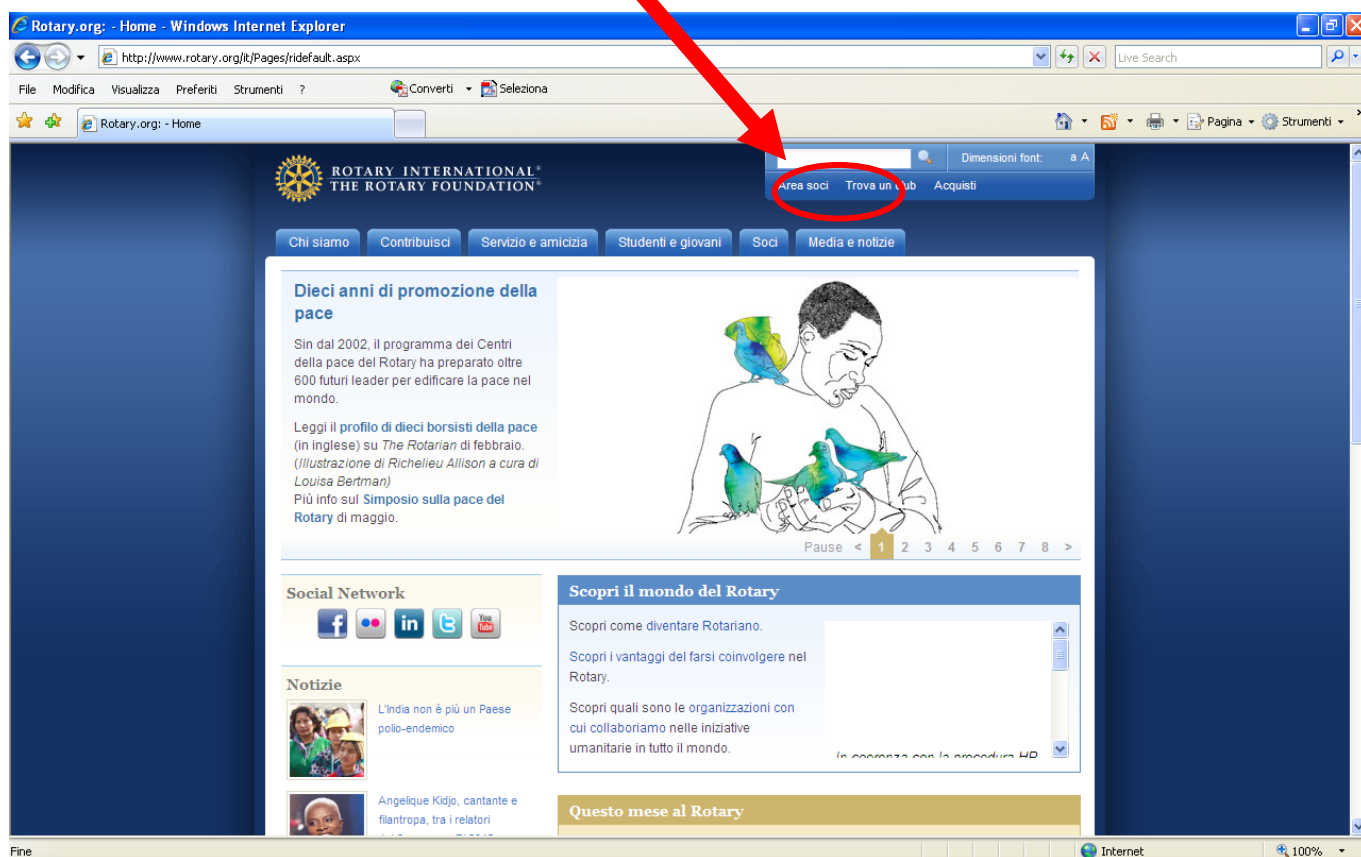 Rotary.org: - Home - Windows Internet Explorer
http://www.rotary.org/it/Pages/ridefault.aspx
Live Search
File Modifica Visualizza Preferiti Strumenti ? Converti Seleziona
Rotary.org: - Home
Pagina Strumenti
ROTARY INTERNATIONAL®
THE ROTARY FOUNDATION®
Dimensioni font: a A
Area soci Trova un club Acquisti
Chi siamo Contribuisci Servizio e amicizia Studenti e giovani Soci Media e notizie
Dieci anni di promozione della
pace
Sin dal 2002, il programma dei Centri
della pace del Rotary ha preparato oltre
600 futuri leader per edificare la pace nel
mondo.
Leggi il profilo di dieci borsisti della pace
(in inglese) su The Rotarian di febbraio.
(Illustrazione di Richelieu Allison a cura di
Louisa Bertman)
Più info sul Simposio sulla pace del
Rotary di maggio.
Pause < 1 2 3 4 5 6 7 8 >
Social Network
f in You Tube
Notizie
L'India non è più un Paese
polio-endemico
Angelique Kidjo, cantante e
filantropa, tra i relatori
Scopri il mondo del Rotary
Scopri come diventare Rotariano.
Scopri i vantaggi del farsi coinvolgere nel
Rotary.
Scopri quali sono le organizzazioni con
cui collaboriamo nelle iniziative
umanitarie in tutto il mondo.
In coerenza con la procedura HP
Questo mese al Rotary
Fine
Internet
100%